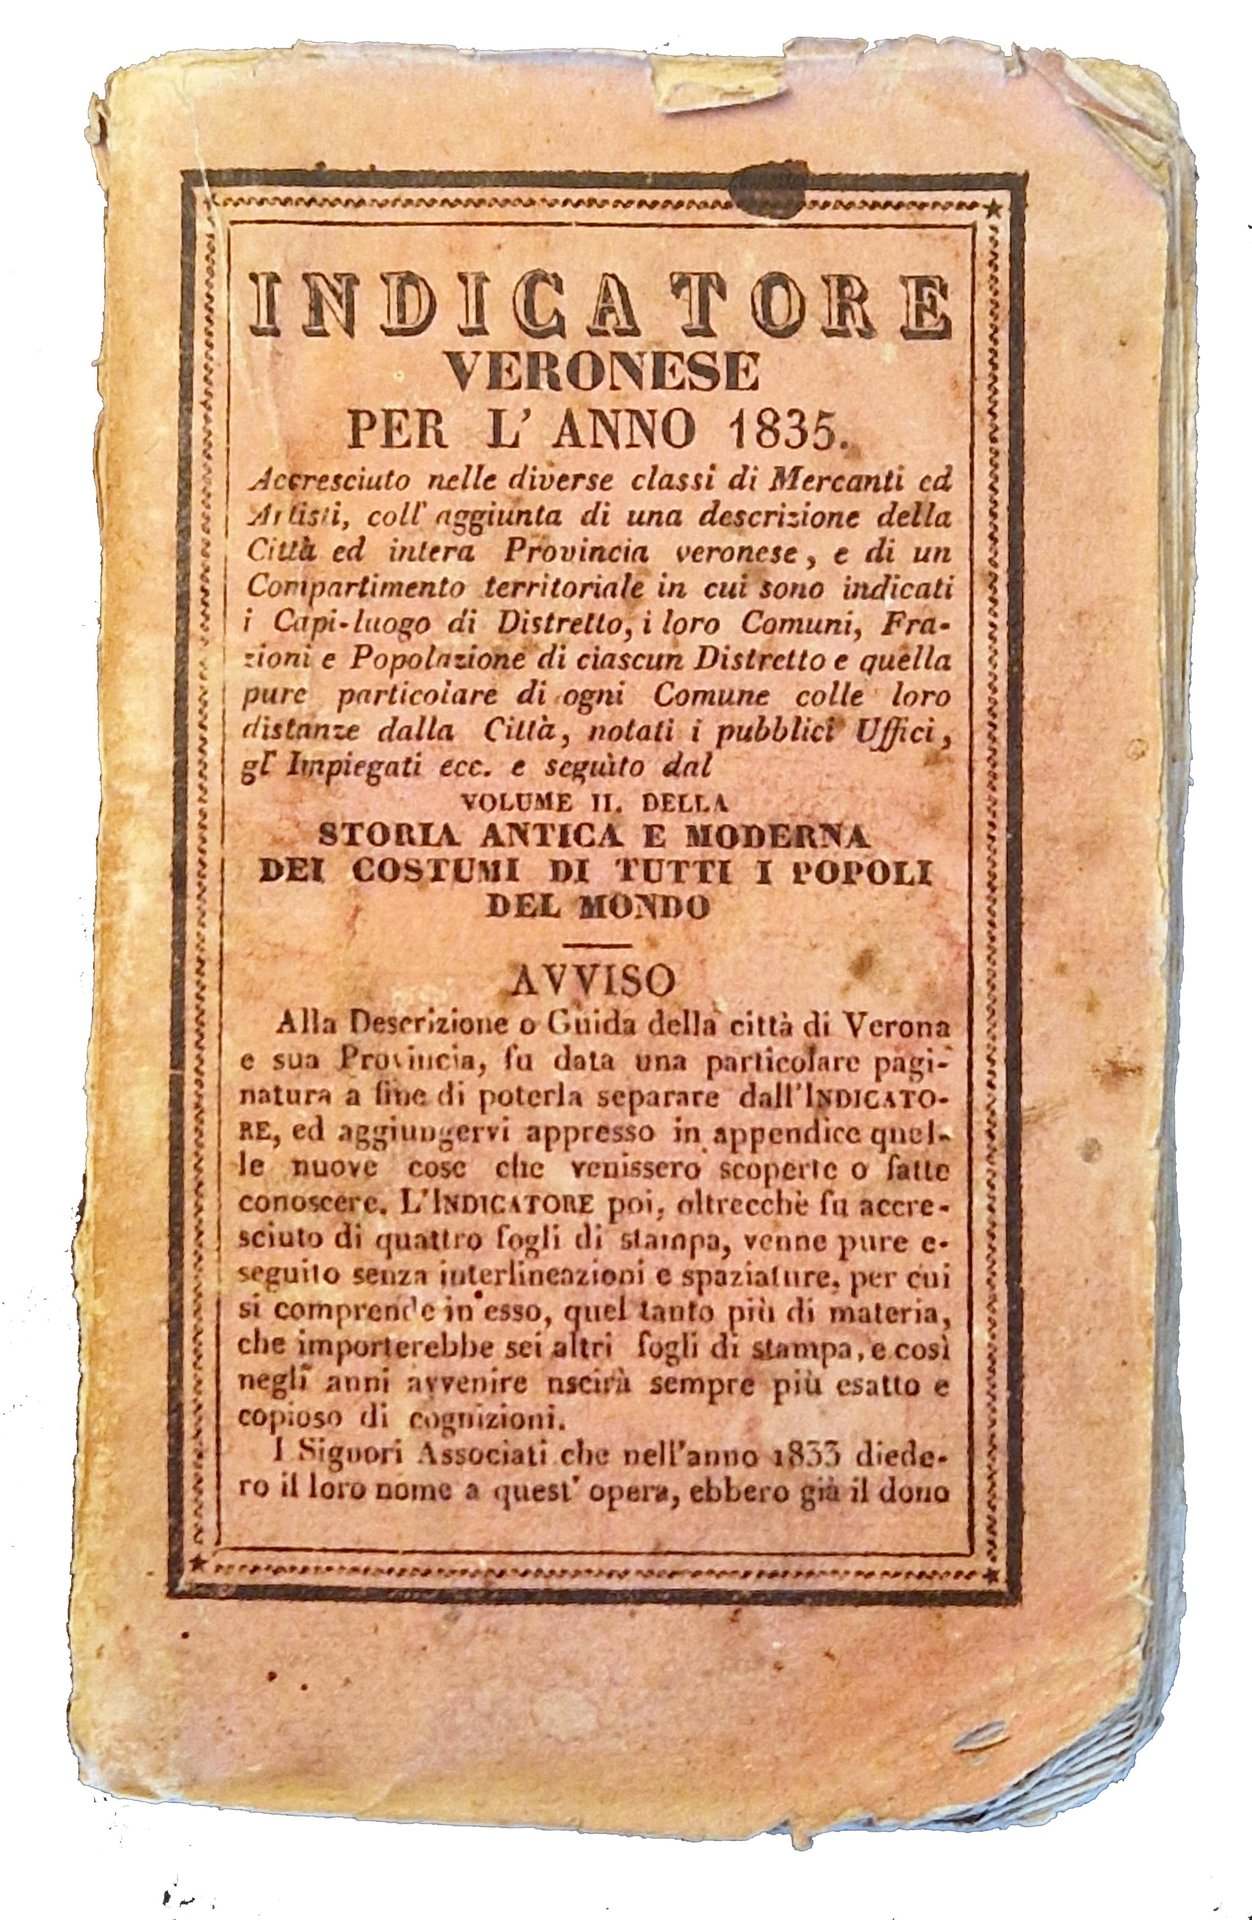 INDICATORE
VERONESE
PER L' ANNO 1835.
Accresciuto nelle diverse classi di Mercanti ed
Artisti, coll' aggiunta di una descrizione della
Città ed intera Provincia veronese, e di un
Compartimento territoriale in cui sono indicati
i Capi-luogo di Distretto, i loro Comuni, Fra-
zioni e Popolazione di ciascun Distretto e quella
pure particolare di ogni Comune colle loro
distanze dalla Città, notati i pubblici Uffici,
gl' Impiegati ecc. e seguìto dal
VOLUME II. DELLA
STORIA ANTICA E MODERNA
DEI COSTUMI DI TUTTI I POPOLI
DEL MONDO
AVVISO
Alla Descrizione o Guida della città di Verona
e sua Provincia, fu data una particolare pagi-
natura a fine di poterla separare dall'INDICATO-
RE, ed aggiungervi appresso in appendice quel-
le nuove cose che venissero scoperte o fatte
conoscere. L'INDICATORE poi, oltrecchè fu accre-
sciuto di quattro fogli di stampa, venne pure e-
seguito senza interlineazioni e spaziature, per cui
si comprende in esso, quel tanto più di materia,
che importerebbe sei altri fogli di stampa, e così
negli anni avvenire uscirà sempre più esatto e
copioso di cognizioni.
I Signori Associati che nell'anno 1833 diede-
ro il loro nome a quest' opera, ebbero già il dono